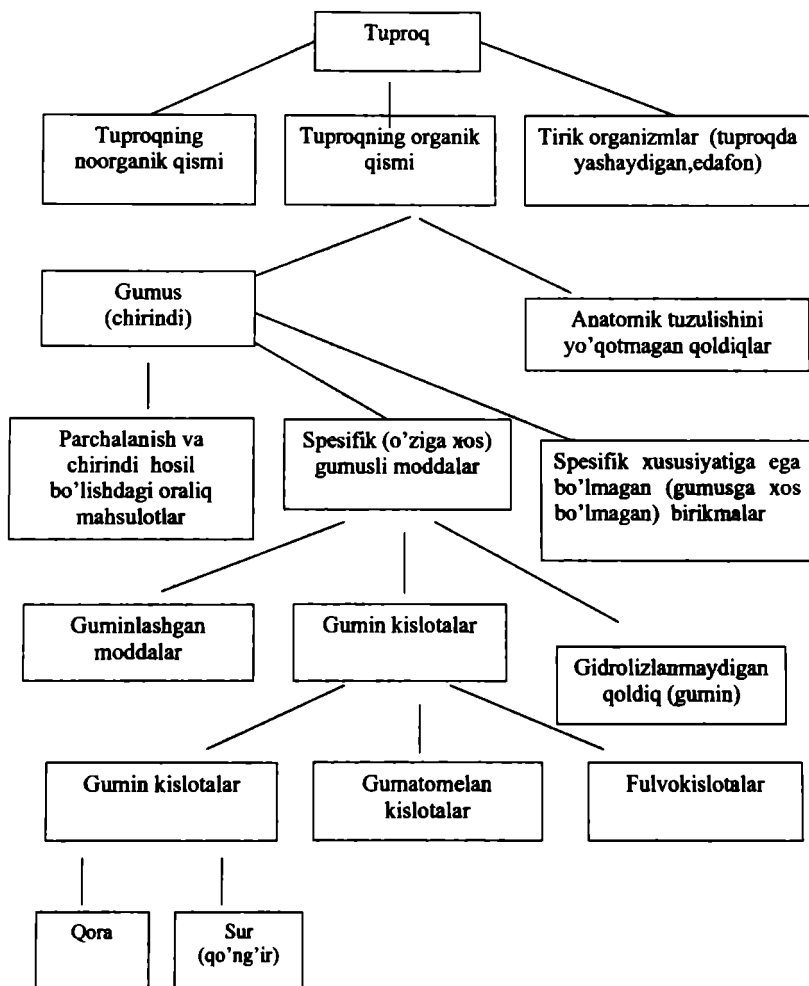 Tuproq
Tuproqning
noorganik qismi
Tuproqning organik
qismi
Tirik organizmlar (tuproqda
yashaydigan,edafon)
Gumus
(chirindi)
Anatomik tuzulishini
yo'qotmagan qoldiqlar
Parchalanish va
chirindi hosil
bo'lishdagi oraliq
mahsulotlar
Spesifik (o'ziga xos)
gumusli moddalar
Spesifik xususiyatiga ega
bo'lmagan (gumusga xos
bo'lmagan) birikmalar
Guminlashgan
moddalar
Gumin kislotalar
Gidrolizlanmaydigan
qoldiq (gumin)
Gumin kislotalar
Gumatomelan
kislotalar
Fulvokislotalar
Qora
Sur
(qo'ng'ir)